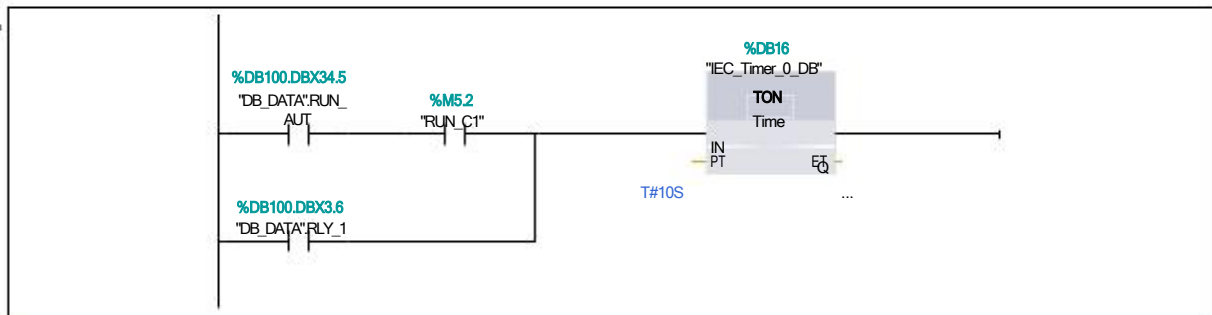 %DB16
"IEC_Timer_0_DB"
%DB100.DBX34.5
"DB_DATA".RUN_
AUT
%M5.2
"RUN_C1"
TON
Time
IN
PT
ET
Q
T#10S
...
%DB100.DBX3.6
"DB_DATA".RLY_1